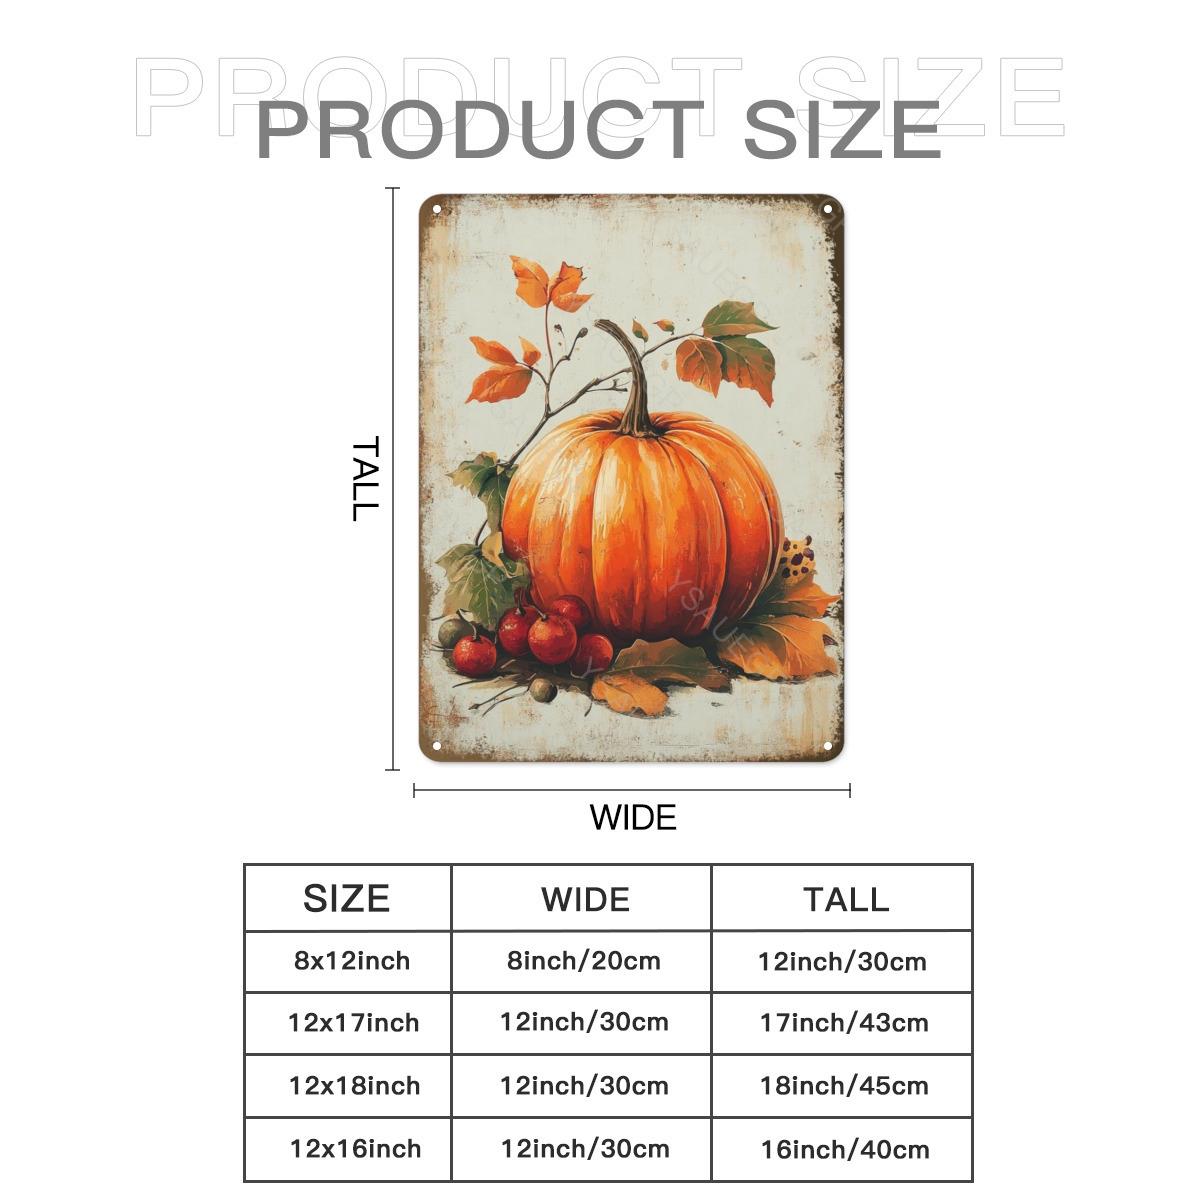 PRODUCT SIZE
PRODUCT SIZE
TALL
WIDE
SIZE WIDE TALL
8x12inch 8inch/20cm 12inch/30cm
12x17inch 12inch/30cm 17inch/43cm
12x18inch 12inch/30cm 18inch/45cm
12x16inch 12inch/30cm 16inch/40cm